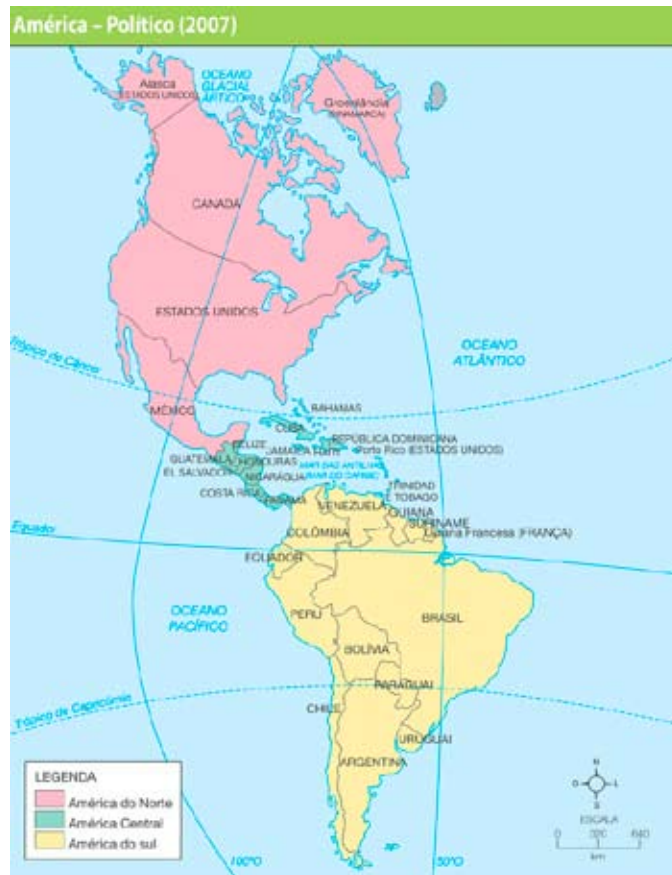 América – Político (2007)
Alasca
(ESTADOS UNIDOS)
OCEANO
GLACIAL
ÁRTICO
Groenlândia
(DINAMARCA)
CANADÁ
ESTADOS UNIDOS
OCEANO
ATLÂNTICO
Trópico de Câncer
MÉXICO
BAHAMAS
CUBA
REPÚBLICA DOMINICANA
Porto Rico (ESTADOS UNIDOS)
BELIZE
JAMAICA
HAITI
GUATEMALA
HONDURAS
MAR DAS ANTILHAS
EL SALVADOR
NICARÁGUA
COSTA RICA
PANAMÁ
TRINIDAD
E TOBAGO
VENEZUELA
GUIANA
SURINAME
Guiana Francesa (FRANÇA)
COLÔMBIA
Equador
EQUADOR
OCEANO
PACÍFICO
PERU
BRASIL
BOLÍVIA
PARAGUAI
Trópico de Capricórnio
CHILE
URUGUAI
ARGENTINA
LEGENDA
América do Norte
América Central
América do sul
N
O
L
S
ESCALA
0 320 640
km
100°O
50°O